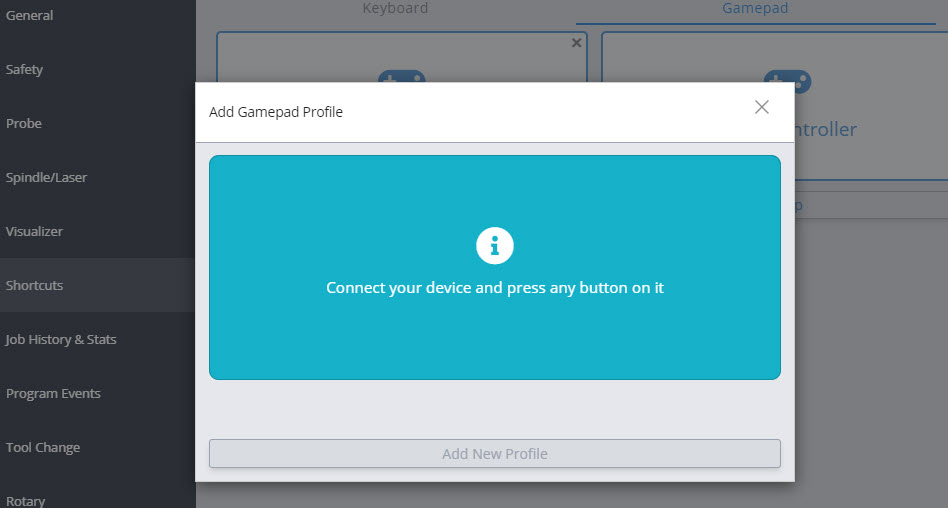 General
Safety
Probe
Spindle/Laser
Visualizer
Shortcuts
Job History & Stats
Program Events
Tool Change
Rotary
Keyboard
Gamepad
Add Gamepad Profile
Connect your device and press any button on it
Add New Profile